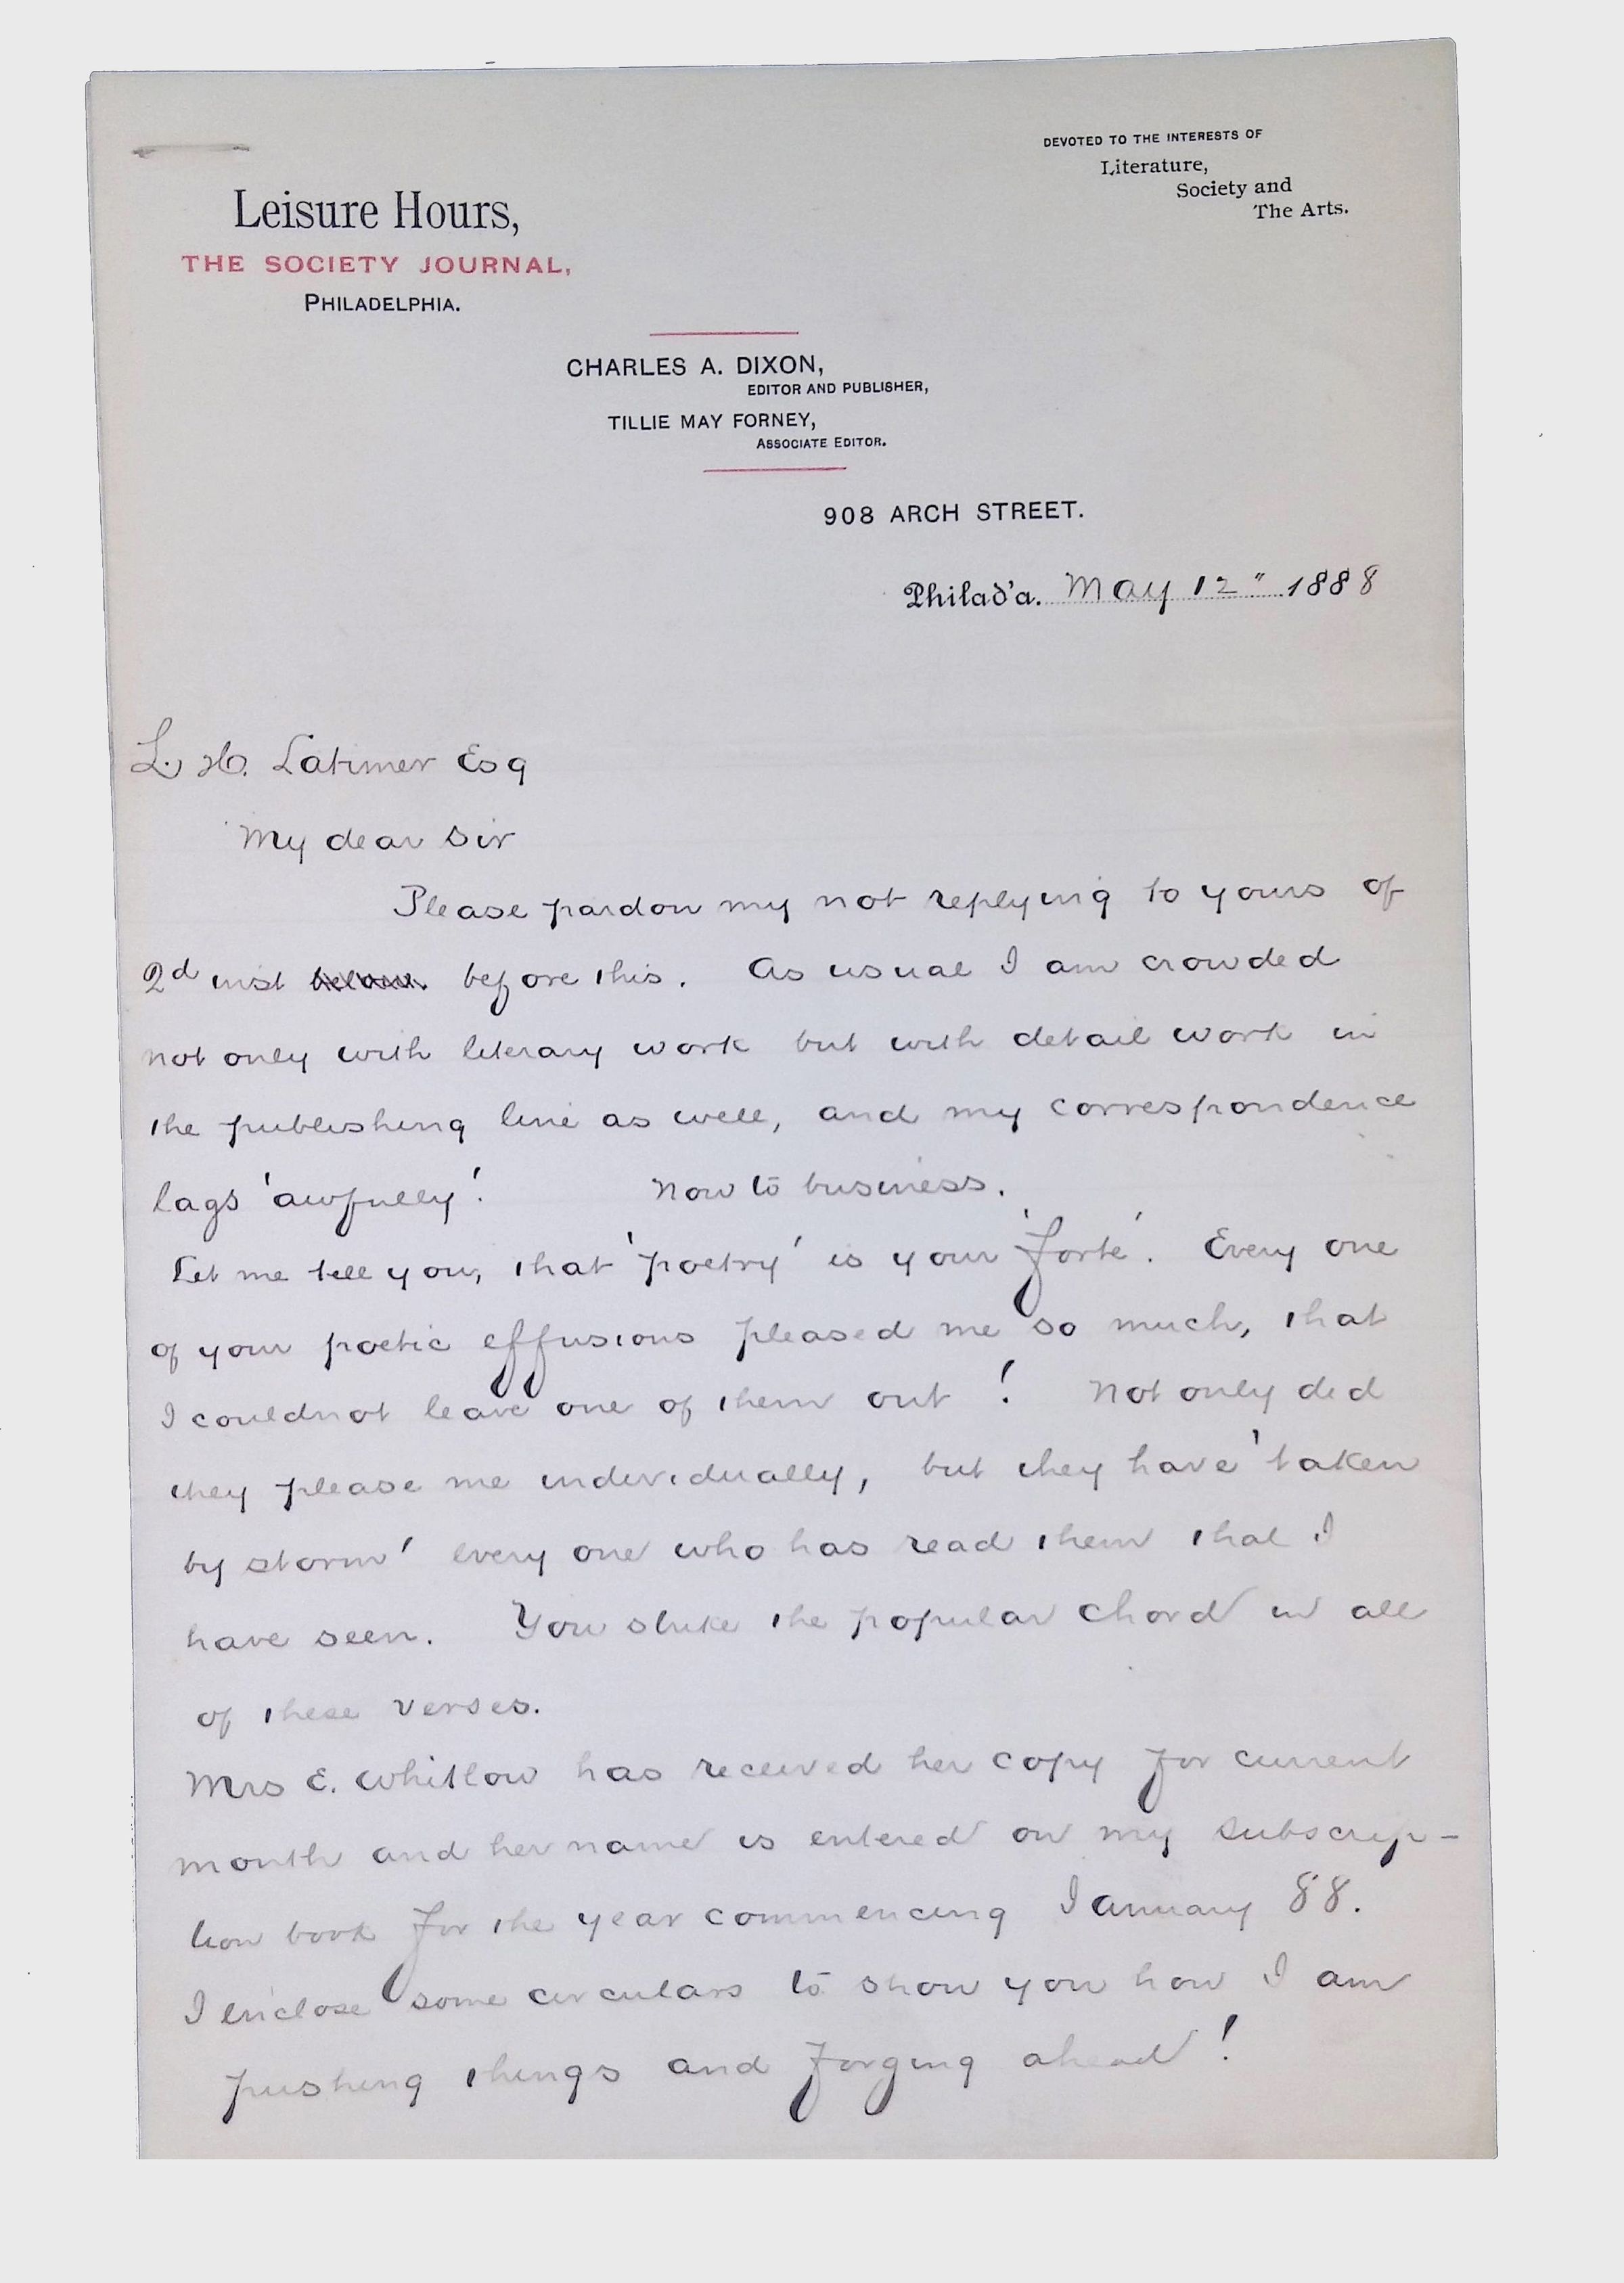 DEVOTED TO THE INTERESTS OF
Literature,
Society and
The Arts.
Leisure Hours,
THE SOCIETY JOURNAL,
PHILADELPHIA.
CHARLES A. DIXON,
EDITOR AND PUBLISHER,
TILLIE MAY FORNEY,
ASSOCIATE EDITOR.
908 ARCH STREET.
Philad'a. May 12" 1888
L. H. Latimer Esq
My dear Sir
Please pardon my not replying to yours of
2d inst before this. As usual I am crowded
not only with literary work but with detail work in
the publishing line as well, and my correspondence
lags 'awfully'!
Now to business.
Let me tell you, that 'poetry' is your 'forte'. Every one
of your poetic effusions pleased me so much, that
I couldnot leave one of them out! Not only did
they please me individually, but they have 'taken
by storm' every one who has read them that I
have seen. You strike the popular chord in all
of these verses.
Mrs E. Whitlow has received her copy for current
month and her name is entered on my subscrip-
tion book for the year commencing January 88.
I enclose some circulars to show you how I am
pushing things and forging ahead!